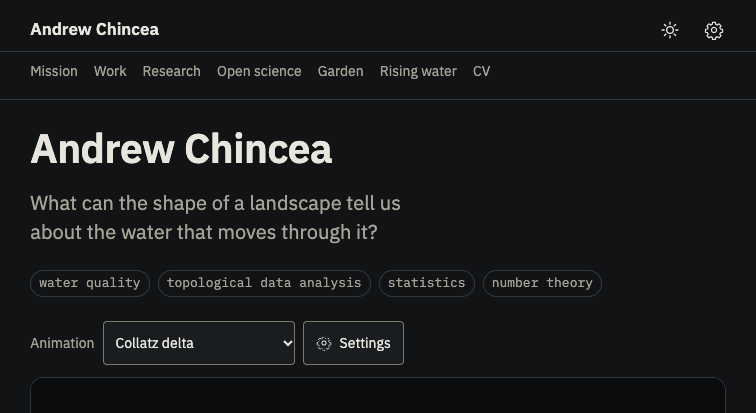 Andrew Chincea
Mission Work Research Open science Garden Rising water CV
Andrew Chincea
What can the shape of a landscape tell us
about the water that moves through it?
water quality topological data analysis statistics number theory
Animation Collatz delta Settings